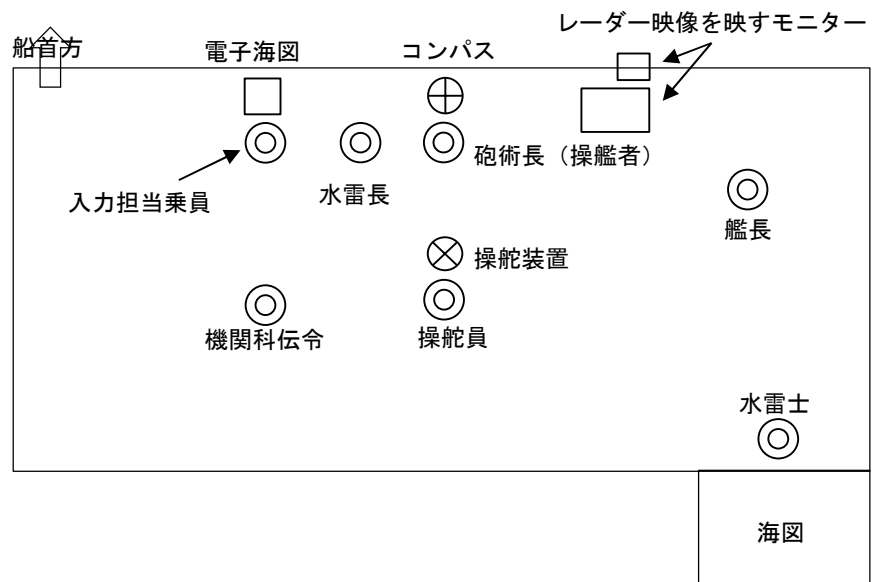 レーダー映像を映すモニター
船首方
電子海図
コンパス
砲術長（操艦者）
入力担当乗員
水雷長
艦長
操舵装置
機関科伝令
操舵員
水雷士
海図